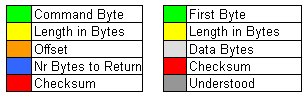 Command Byte
Length in Bytes
Offset
Nr Bytes to Return
Checksum
First Byte
Length in Bytes
Data Bytes
Checksum
Understood